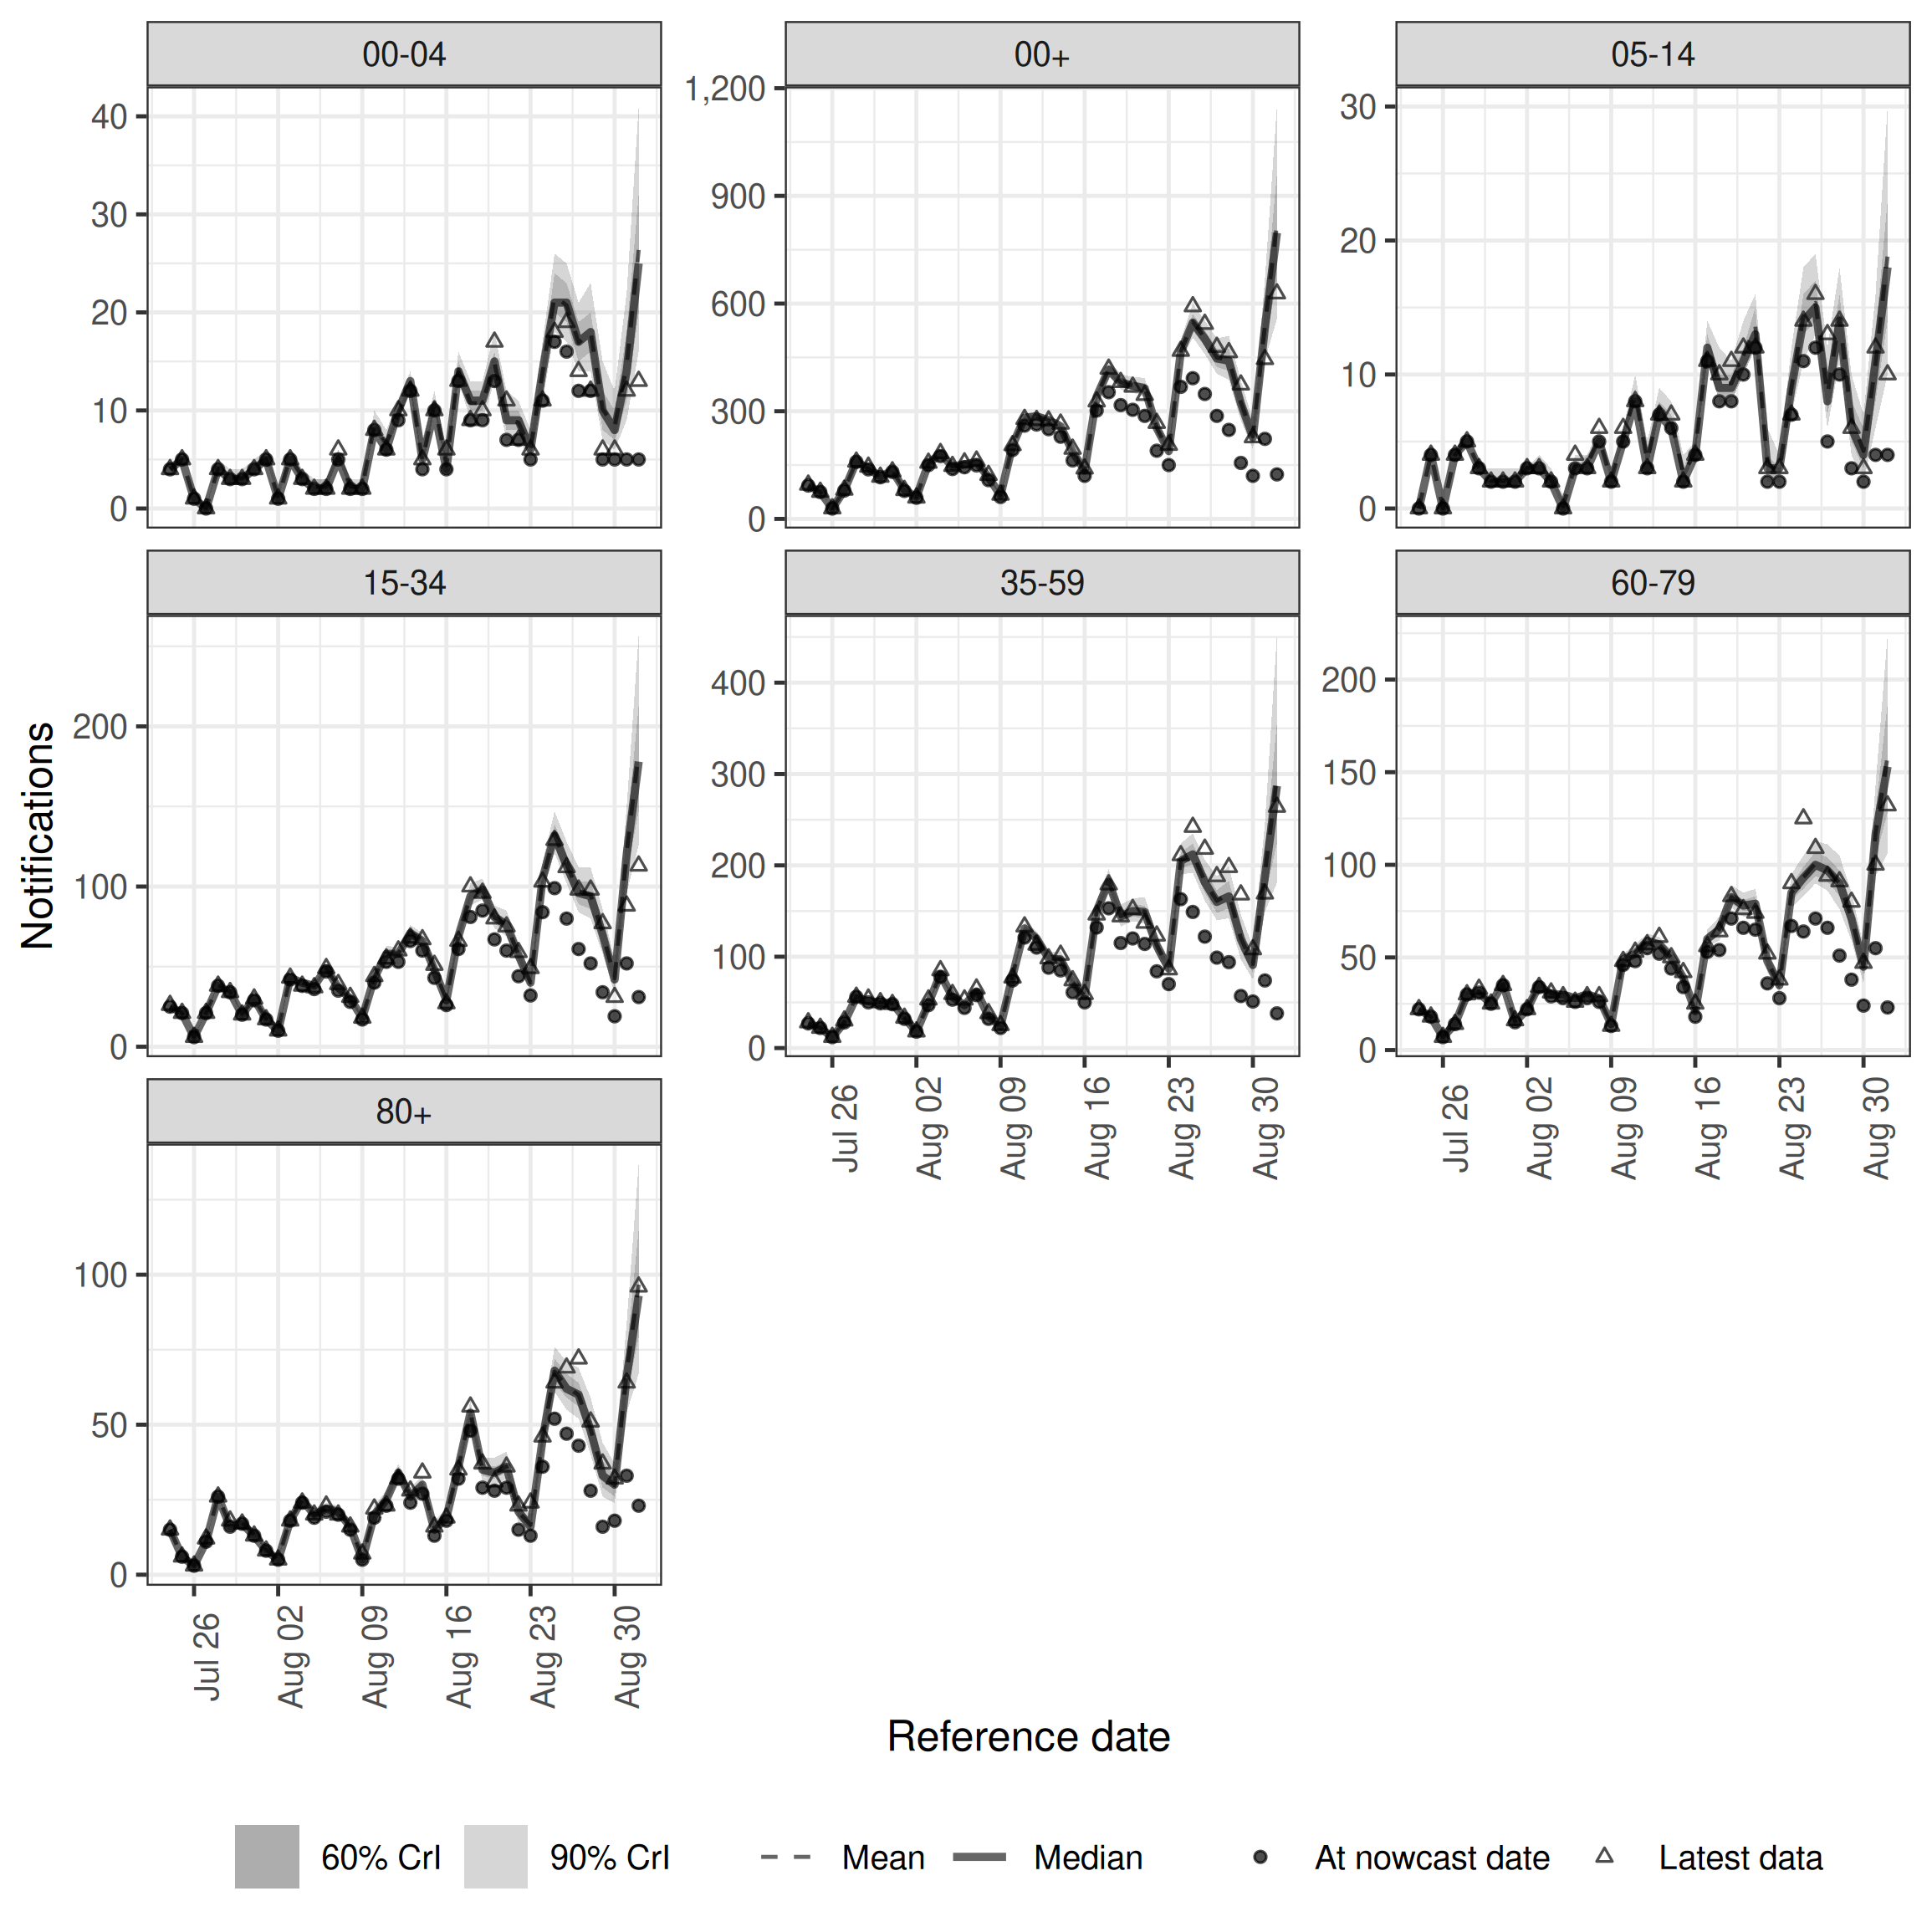 00-04
00+
05-14
40
30
20
10
0
1,200
900
600
300
0
30
20
10
0
15-34
35-59
60-79
200
100
0
400
300
200
100
0
200
150
100
50
0
Jul 26
Aug 02
Aug 09
Aug 16
Aug 23
Aug 30
Jul 26
Aug 02
Aug 09
Aug 16
Aug 23
Aug 30
80+
100
50
0
Jul 26
Aug 02
Aug 09
Aug 16
Aug 23
Aug 30
Notifications
Reference date
60% CrI
90% CrI
Mean
Median
At nowcast date
Latest data